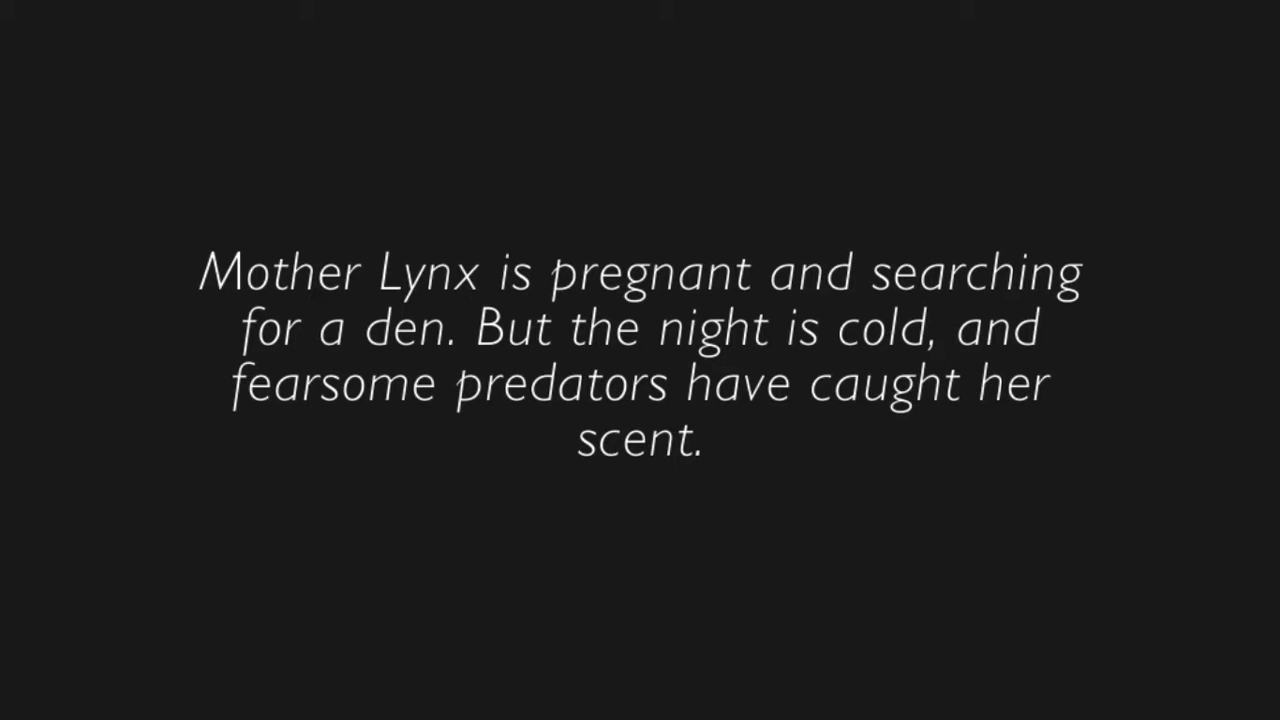 Mother Lynx is pregnant and searching
for a den. But the night is cold, and
fearsome predators have caught her
scent.